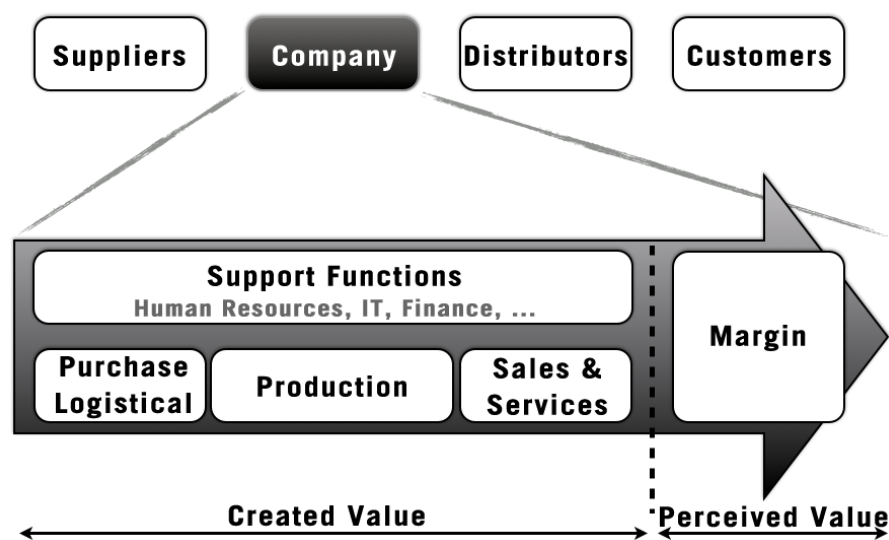 Suppliers
Company
Distributors
Customers
Support Functions
Human Resources, IT, Finance, ...
Purchase
Logistical
Production
Sales &
Services
Margin
Created Value
Perceived Value